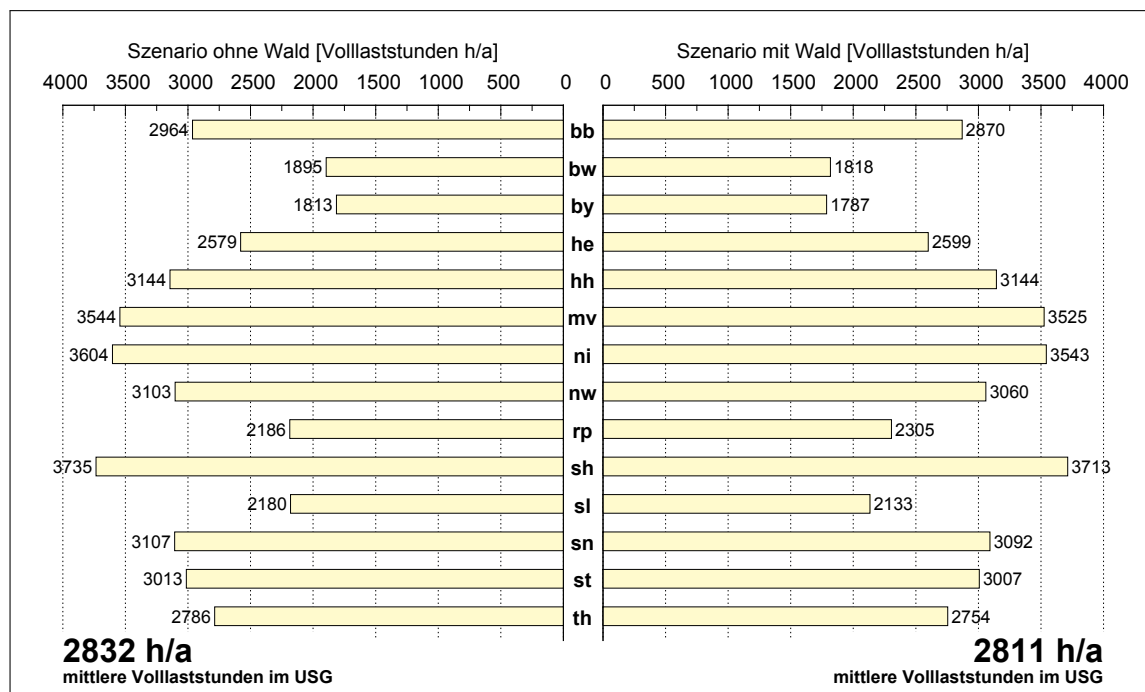 Szenario ohne Wald [Volllaststunden h/a] Szenario mit Wald [Volllaststunden h/a]
4000 3500 3000 2500 2000 1500 1000 500 0 0 500 1000 1500 2000 2500 3000 3500 4000
2964 bb 2870
1895 bw 1818
1813 by 1787
2579 he 2599
3144 hh 3144
3544 mv 3525
3604 ni 3543
3103 nw 3060
2186 rp 2305
3735 sh 3713
2180 sl 2133
3107 sn 3092
3013 st 3007
2786 th 2754
2832 h/a 2811 h/a
mittlere Volllaststunden im USG mittlere Volllaststunden im USG